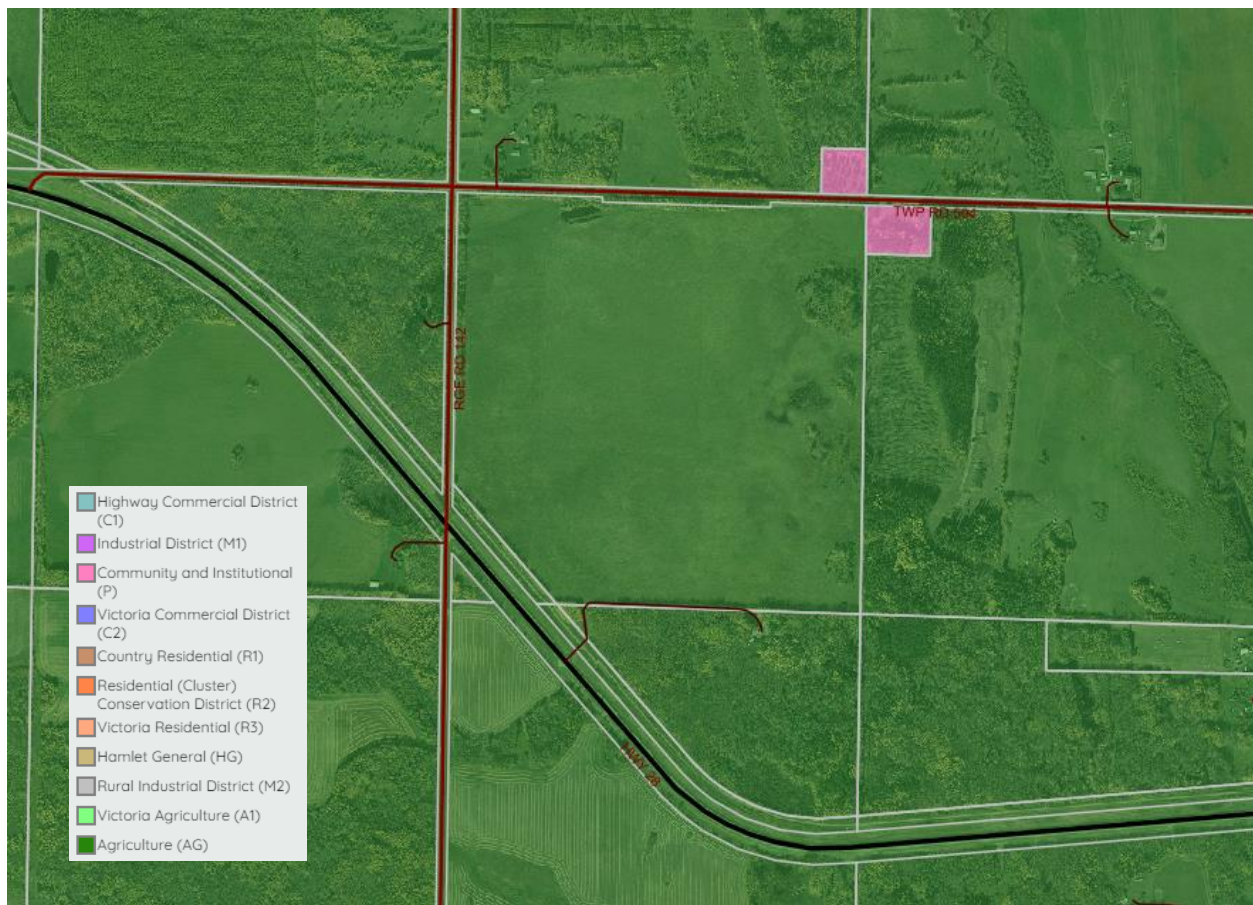 TWP RD 594
RGE RD 142
Highway Commercial District
(C1)
Industrial District (M1)
Community and Institutional
(P)
Victoria Commercial District
(C2)
Country Residential (R1)
Residential (Cluster)
Conservation District (R2)
Victoria Residential (R3)
Hamlet General (HG)
Rural Industrial District (M2)
Victoria Agriculture (A1)
Agriculture (AG)
HWY 28